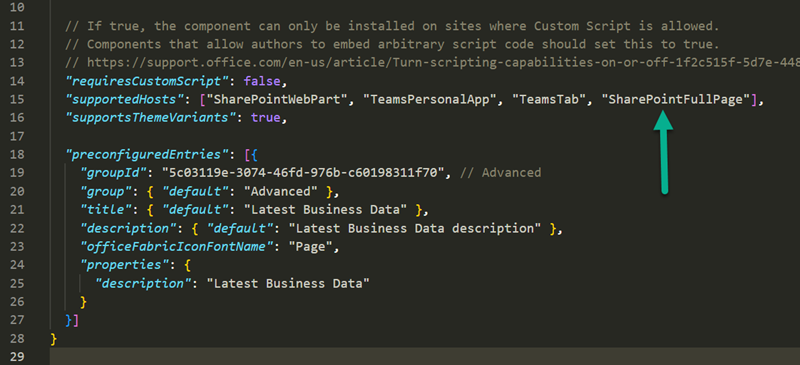 10
11 // If true, the component can only be installed on sites where Custom Script is allowed.
12 // Components that allow authors to embed arbitrary script code should set this to true.
13 // https://support.office.com/en-us/article/Turn-scripting-capabilities-on-or-off-1f2c515f-5d7e-448
14 "requiresCustomScript": false,
15 "supportedHosts": ["SharePointWebPart", "TeamsPersonalApp", "TeamsTab", "SharePointFullPage"],
16 "supportsThemeVariants": true,
17
18 "preconfiguredEntries": [{
19 "groupId": "5c03119e-3074-46fd-976b-c60198311f70", // Advanced
20 "group": { "default": "Advanced" },
21 "title": { "default": "Latest Business Data" },
22 "description": { "default": "Latest Business Data description" },
23 "officeFabricIconFontName": "Page",
24 "properties": {
25 "description": "Latest Business Data"
26 }
27 }]
28 }
29